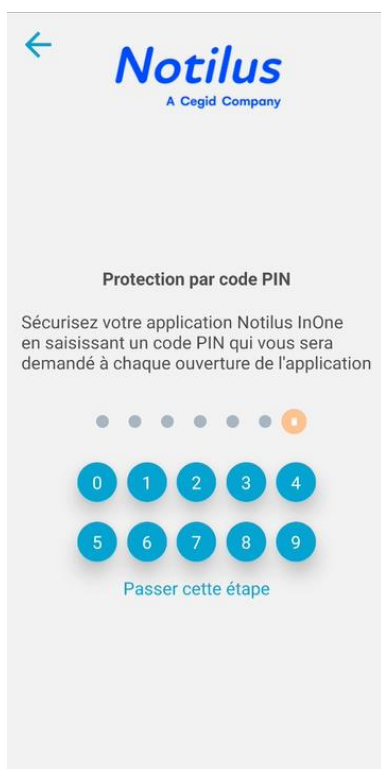 Notilus
A Cegid Company
Protection par code PIN
Sécurisez votre application Notilus InOne
en saisissant un code PIN qui vous sera
demandé à chaque ouverture de l'application
0 1 2 3 4
5 6 7 8 9
Passer cette étape